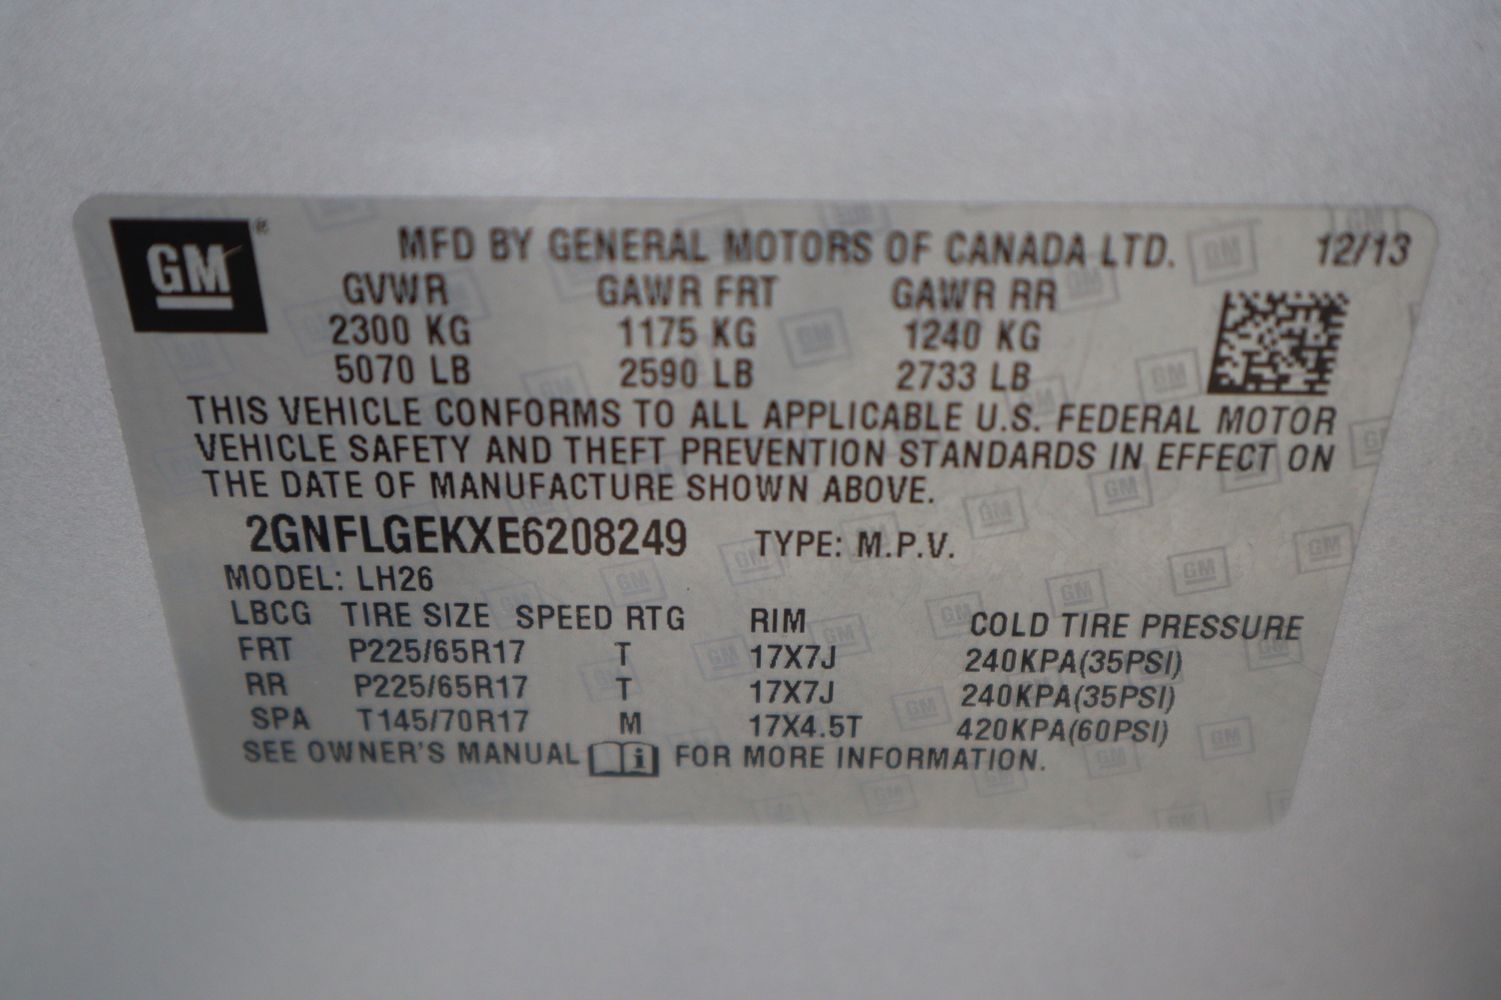 GM®
MFD BY GENERAL MOTORS OF CANADA LTD. 12/13
GVWR GAWR FRT GAWR RR
2300 KG 1175 KG 1240 KG
5070 LB 2590 LB 2733 LB
THIS VEHICLE CONFORMS TO ALL APPLICABLE U.S. FEDERAL MOTOR
VEHICLE SAFETY AND THEFT PREVENTION STANDARDS IN EFFECT ON
THE DATE OF MANUFACTURE SHOWN ABOVE.
2GNFLGEKXE6208249 TYPE: M.P.V.
MODEL: LH26
LBCG TIRE SIZE SPEED RTG RIM COLD TIRE PRESSURE
FRT P225/65R17 T 17X7J 240KPA(35PSI)
RR P225/65R17 T 17X7J 240KPA(35PSI)
SPA T145/70R17 M 17X4.5T 420KPA(60PSI)
SEE OWNER'S MANUAL i FOR MORE INFORMATION.